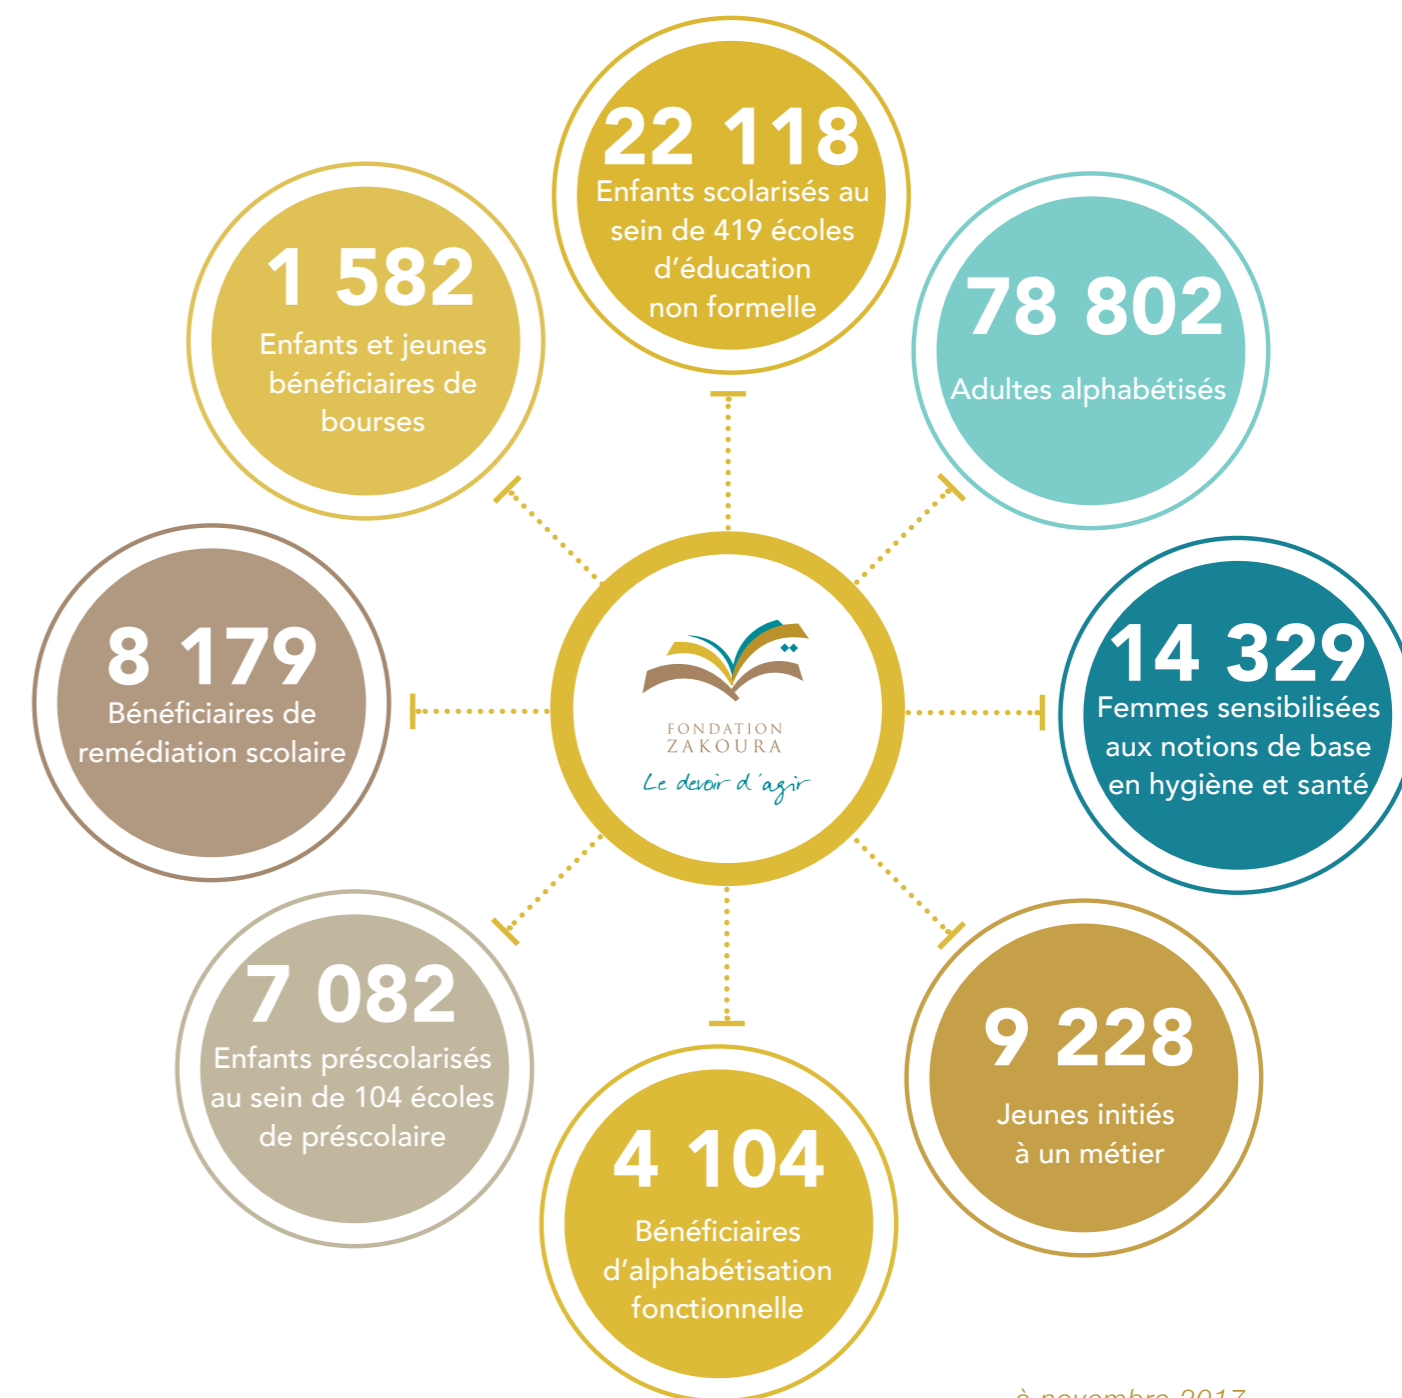 22 118
Enfants scolarisés au
sein de 419 écoles
d'éducation
non formelle
78 802
Adultes alphabétisés
14 329
Femmes sensibilisées
aux notions de base
en hygiène et santé
9 228
Jeunes initiés
à un métier
4 104
Bénéficiaires
d'alphabétisation
fonctionnelle
7 082
Enfants préscolarisés
au sein de 104 écoles
de préscolaire
8 179
Bénéficiaires de
remédiation scolaire
1 582
Enfants et jeunes
bénéficiaires de
bourses
FONDATION
ZAKOURA
Le devoir d'agir
à novembre 2017